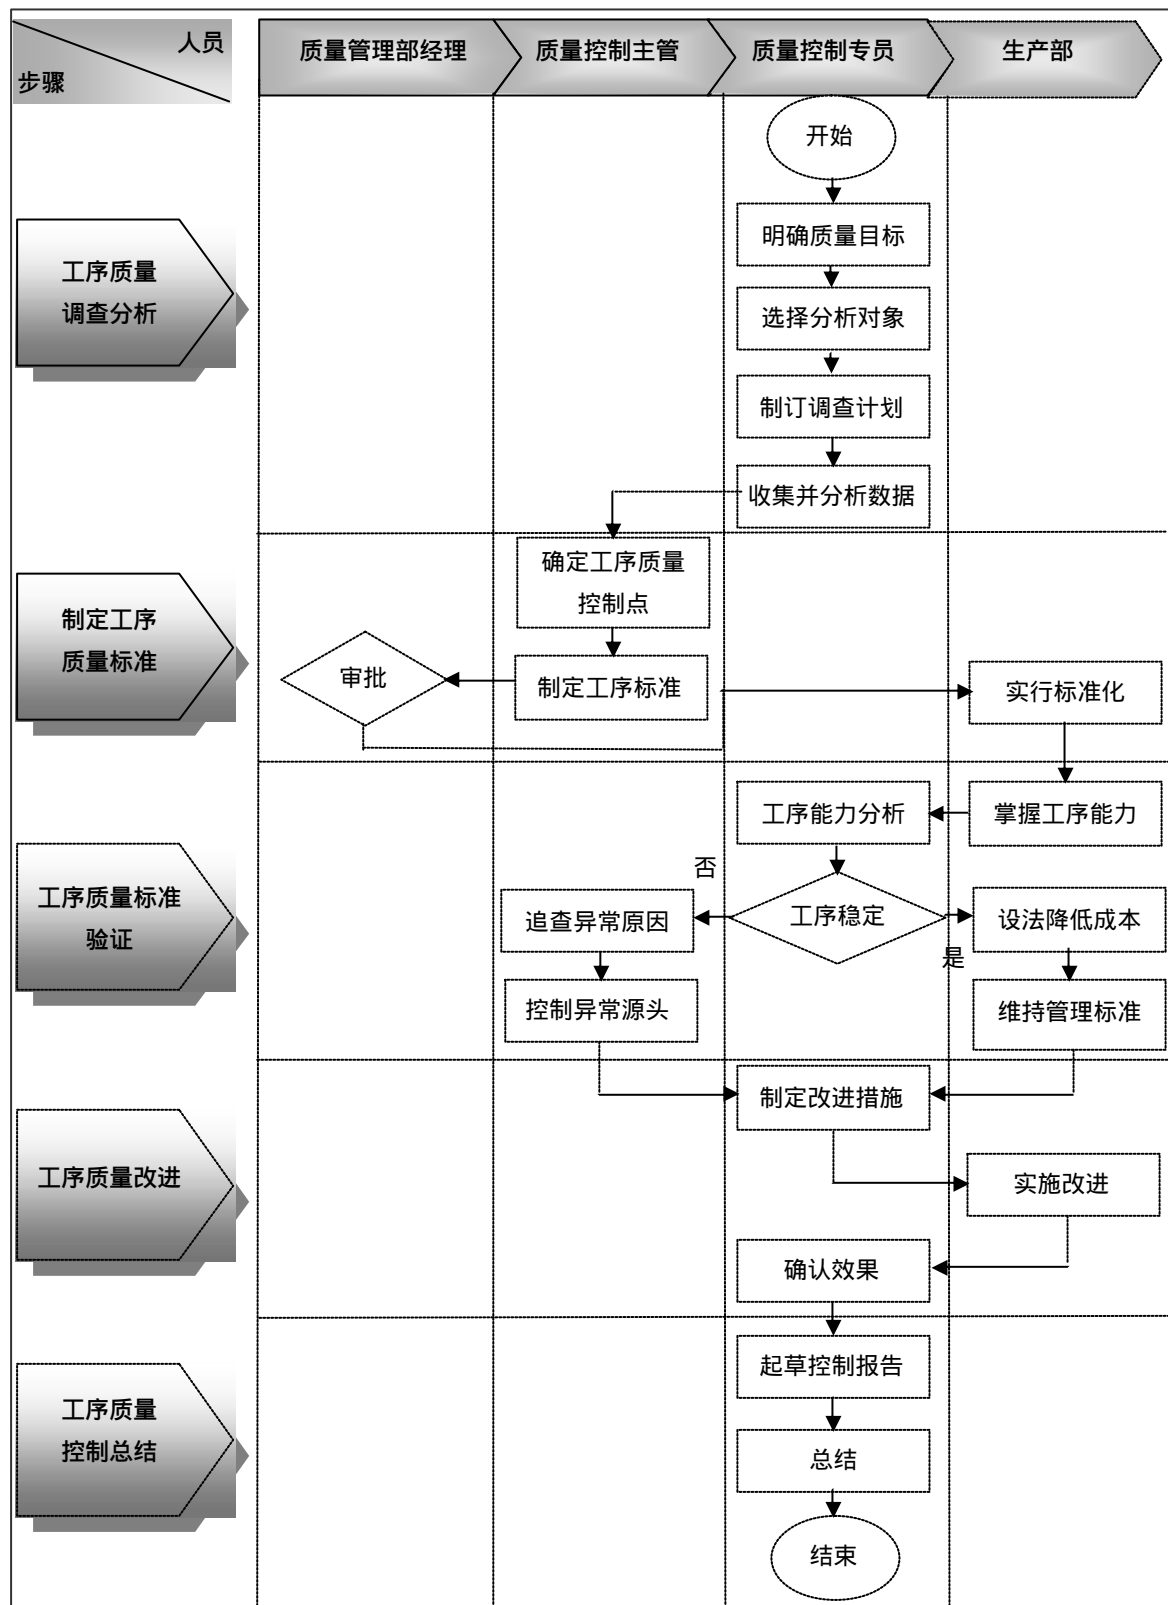 人员
步骤
质量管理部经理
质量控制主管
质量控制专员
生产部
开始
明确质量目标
工序质量
调查分析
选择分析对象
制订调查计划
收集并分析数据
确定工序质量
控制点
制定工序
质量标准
审批
制定工序标准
实行标准化
工序能力分析
掌握工序能力
否
工序质量标准
验证
追查异常原因
工序稳定
设法降低成本
是
控制异常源头
维持管理标准
制定改进措施
工序质量改进
实施改进
确认效果
起草控制报告
工序质量
控制总结
总结
结束